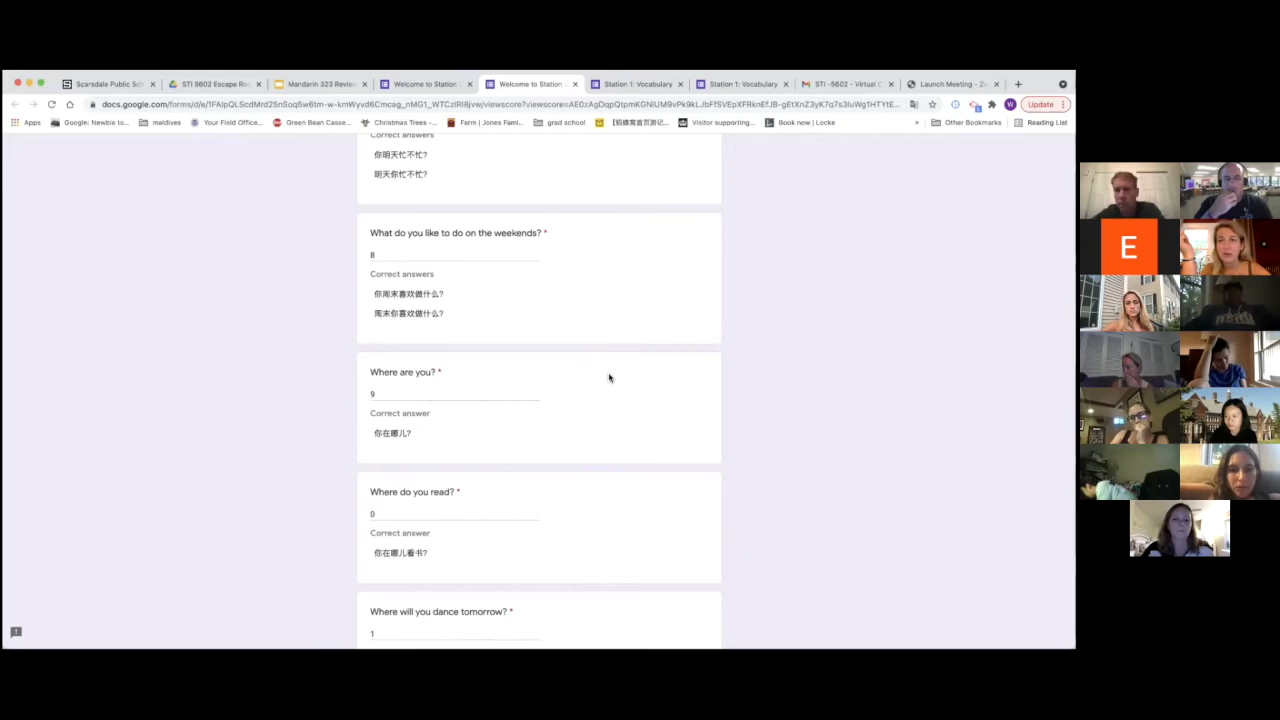 Scarsdale Public Sch
STI 5602 Escape Ro
Mandarin 323 Review
Welcome to Station
Welcome to Station
Station 1: Vocabulary
Station 1: Vocabulary
STI - 5602 - Virtual
Launch Meeting - Zo
Update
Apps
Google: Newbie to...
maldives
Your Field Office...
Green Bean Casse...
Christmas Trees -...
Farm | Jones Fami...
grad school
Visitor supporting...
Book now | Locke
»
Other Bookmarks
Reading List
Correct answers
你明天忙不忙?
明天你忙不忙?
What do you like to do on the weekends? *
8
Correct answers
你周末喜欢做什么?
周末你喜欢做什么?
Where are you? *
9
Correct answer
你在哪儿?
Where do you read? *
0
Correct answer
你在哪儿看书?
Where will you dance tomorrow? *
1
E